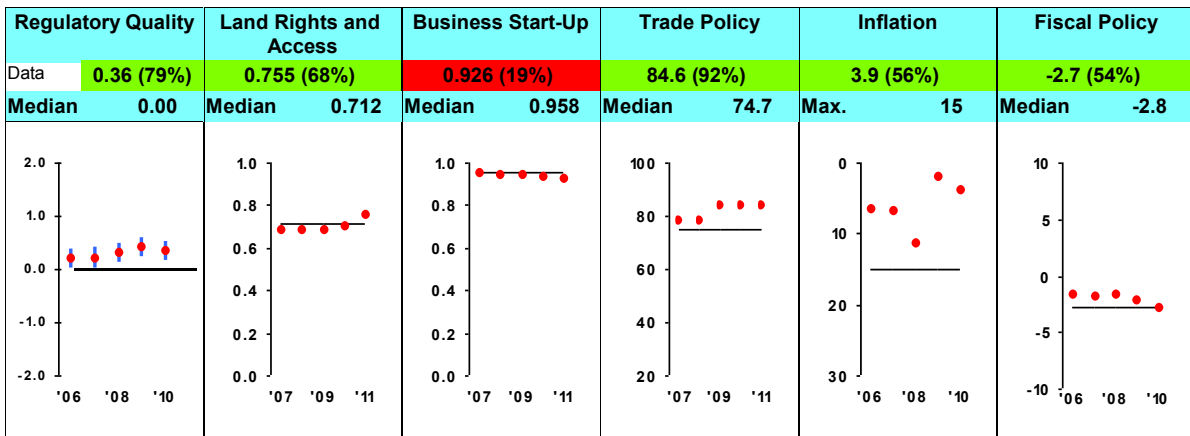 Regulatory Quality
Land Rights and
Access
Business Start-Up
Trade Policy
Inflation
Fiscal Policy
Data 0.36 (79%)
0.755 (68%)
0.926 (19%)
84.6 (92%)
3.9 (56%)
-2.7 (54%)
Median 0.00
Median 0.712
Median 0.958
Median 74.7
Max. 15
Median -2.8
2.0
1.0
0.0
-1.0
-2.0
'06 '08 '10
1.0
0.8
0.6
0.4
0.2
0.0
'07 '09 '11
1.0
0.8
0.6
0.4
0.2
0.0
'07 '09 '11
100
80
60
40
20
'07 '09 '11
0
10
20
30
'06 '08 '10
10
5
0
-5
-10
'06 '08 '10